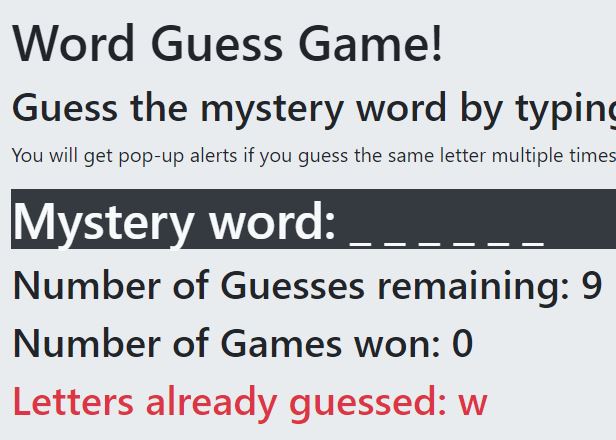 Word Guess Game!
Guess the mystery word by typing
You will get pop-up alerts if you guess the same letter multiple times
Mystery word: _ _ _ _ _ _
Number of Guesses remaining: 9
Number of Games won: 0
Letters already guessed: w